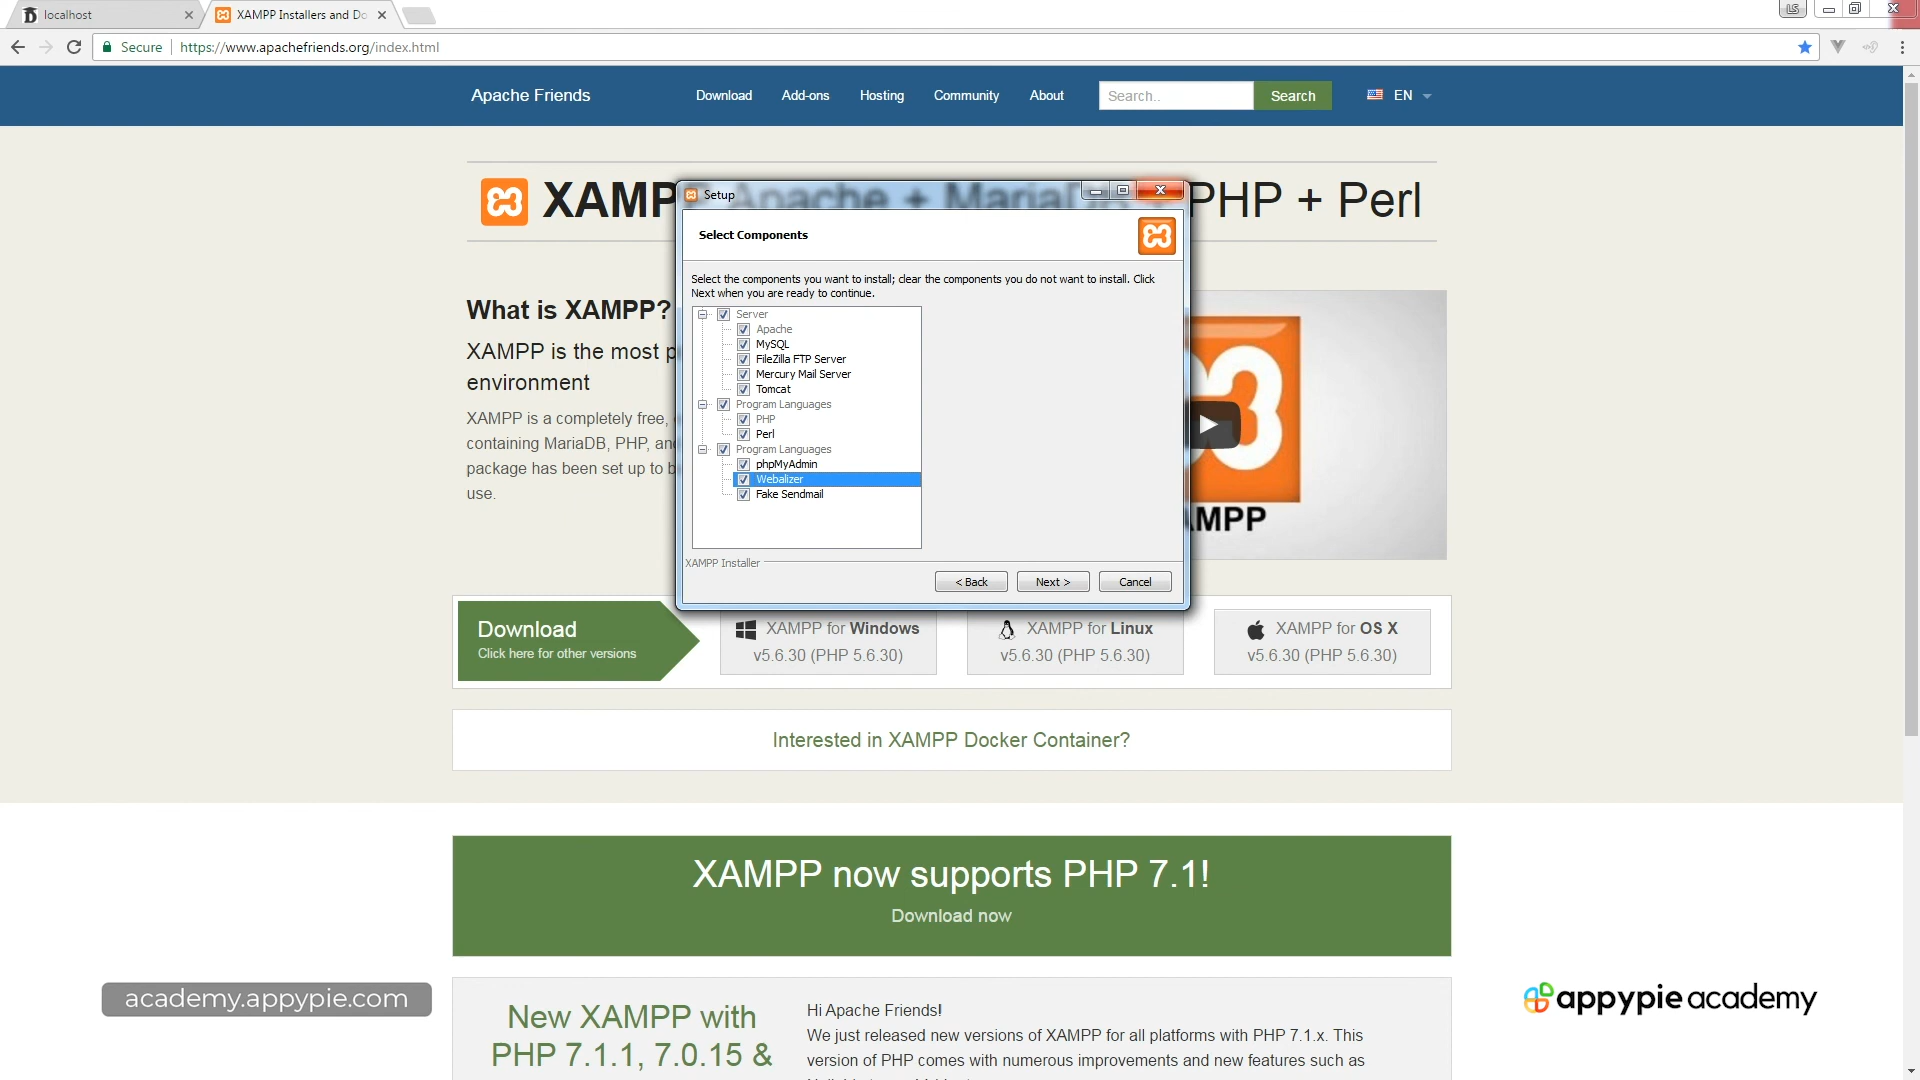 localhost
XAMPP Installers and Do
LS
Secure
https://www.apachefriends.org/index.html
Apache Friends
Download
Add-ons
Hosting
Community
About
Search..
Search
EN
XAMPP Apache + MariaDB + PHP + Perl
Setup
Select Components
Select the components you want to install; clear the components you do not want to install. Click
Next when you are ready to continue.
Server
Apache
MySQL
FileZilla FTP Server
Mercury Mail Server
Tomcat
Program Languages
PHP
Perl
Program Languages
phpMyAdmin
Webalizer
Fake Sendmail
XAMPP Installer
< Back
Next >
Cancel
What is XAMPP?
XAMPP is the most p
environment
XAMPP is a completely free,
containing MariaDB, PHP, an
package has been set up to b
use.
AMPP
Download
Click here for other versions
XAMPP for Windows
v5.6.30 (PHP 5.6.30)
XAMPP for Linux
v5.6.30 (PHP 5.6.30)
XAMPP for OS X
v5.6.30 (PHP 5.6.30)
Interested in XAMPP Docker Container?
XAMPP now supports PHP 7.1!
Download now
New XAMPP with
PHP 7.1.1, 7.0.15 &
Hi Apache Friends!
We just released new versions of XAMPP for all platforms with PHP 7.1.x. This
version of PHP comes with numerous improvements and new features such as
academy.appypie.com
appypie academy